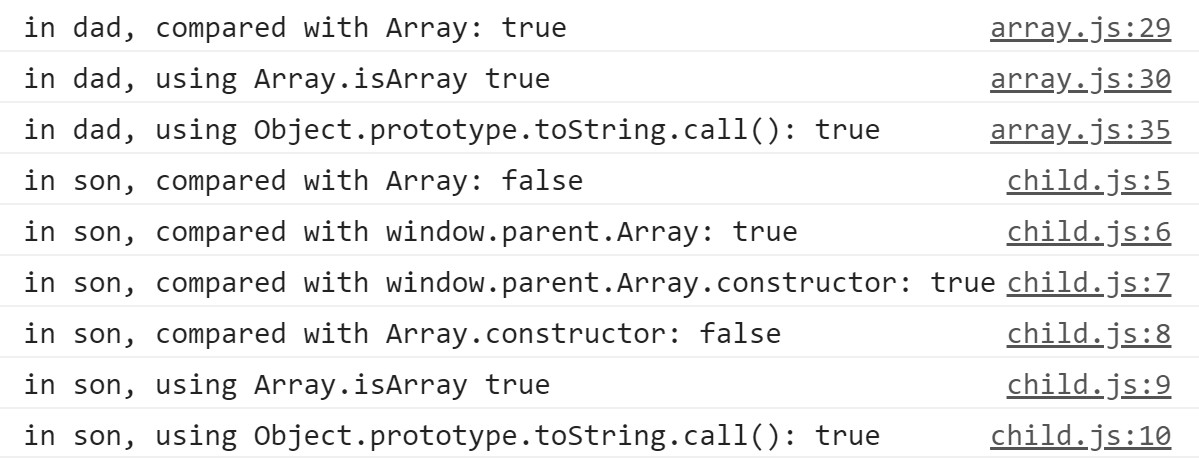 in dad, compared with Array: true array.js:29
in dad, using Array.isArray true array.js:30
in dad, using Object.prototype.toString.call(): true array.js:35
in son, compared with Array: false child.js:5
in son, compared with window.parent.Array: true child.js:6
in son, compared with window.parent.Array.constructor: true child.js:7
in son, compared with Array.constructor: false child.js:8
in son, using Array.isArray true child.js:9
in son, using Object.prototype.toString.call(): true child.js:10